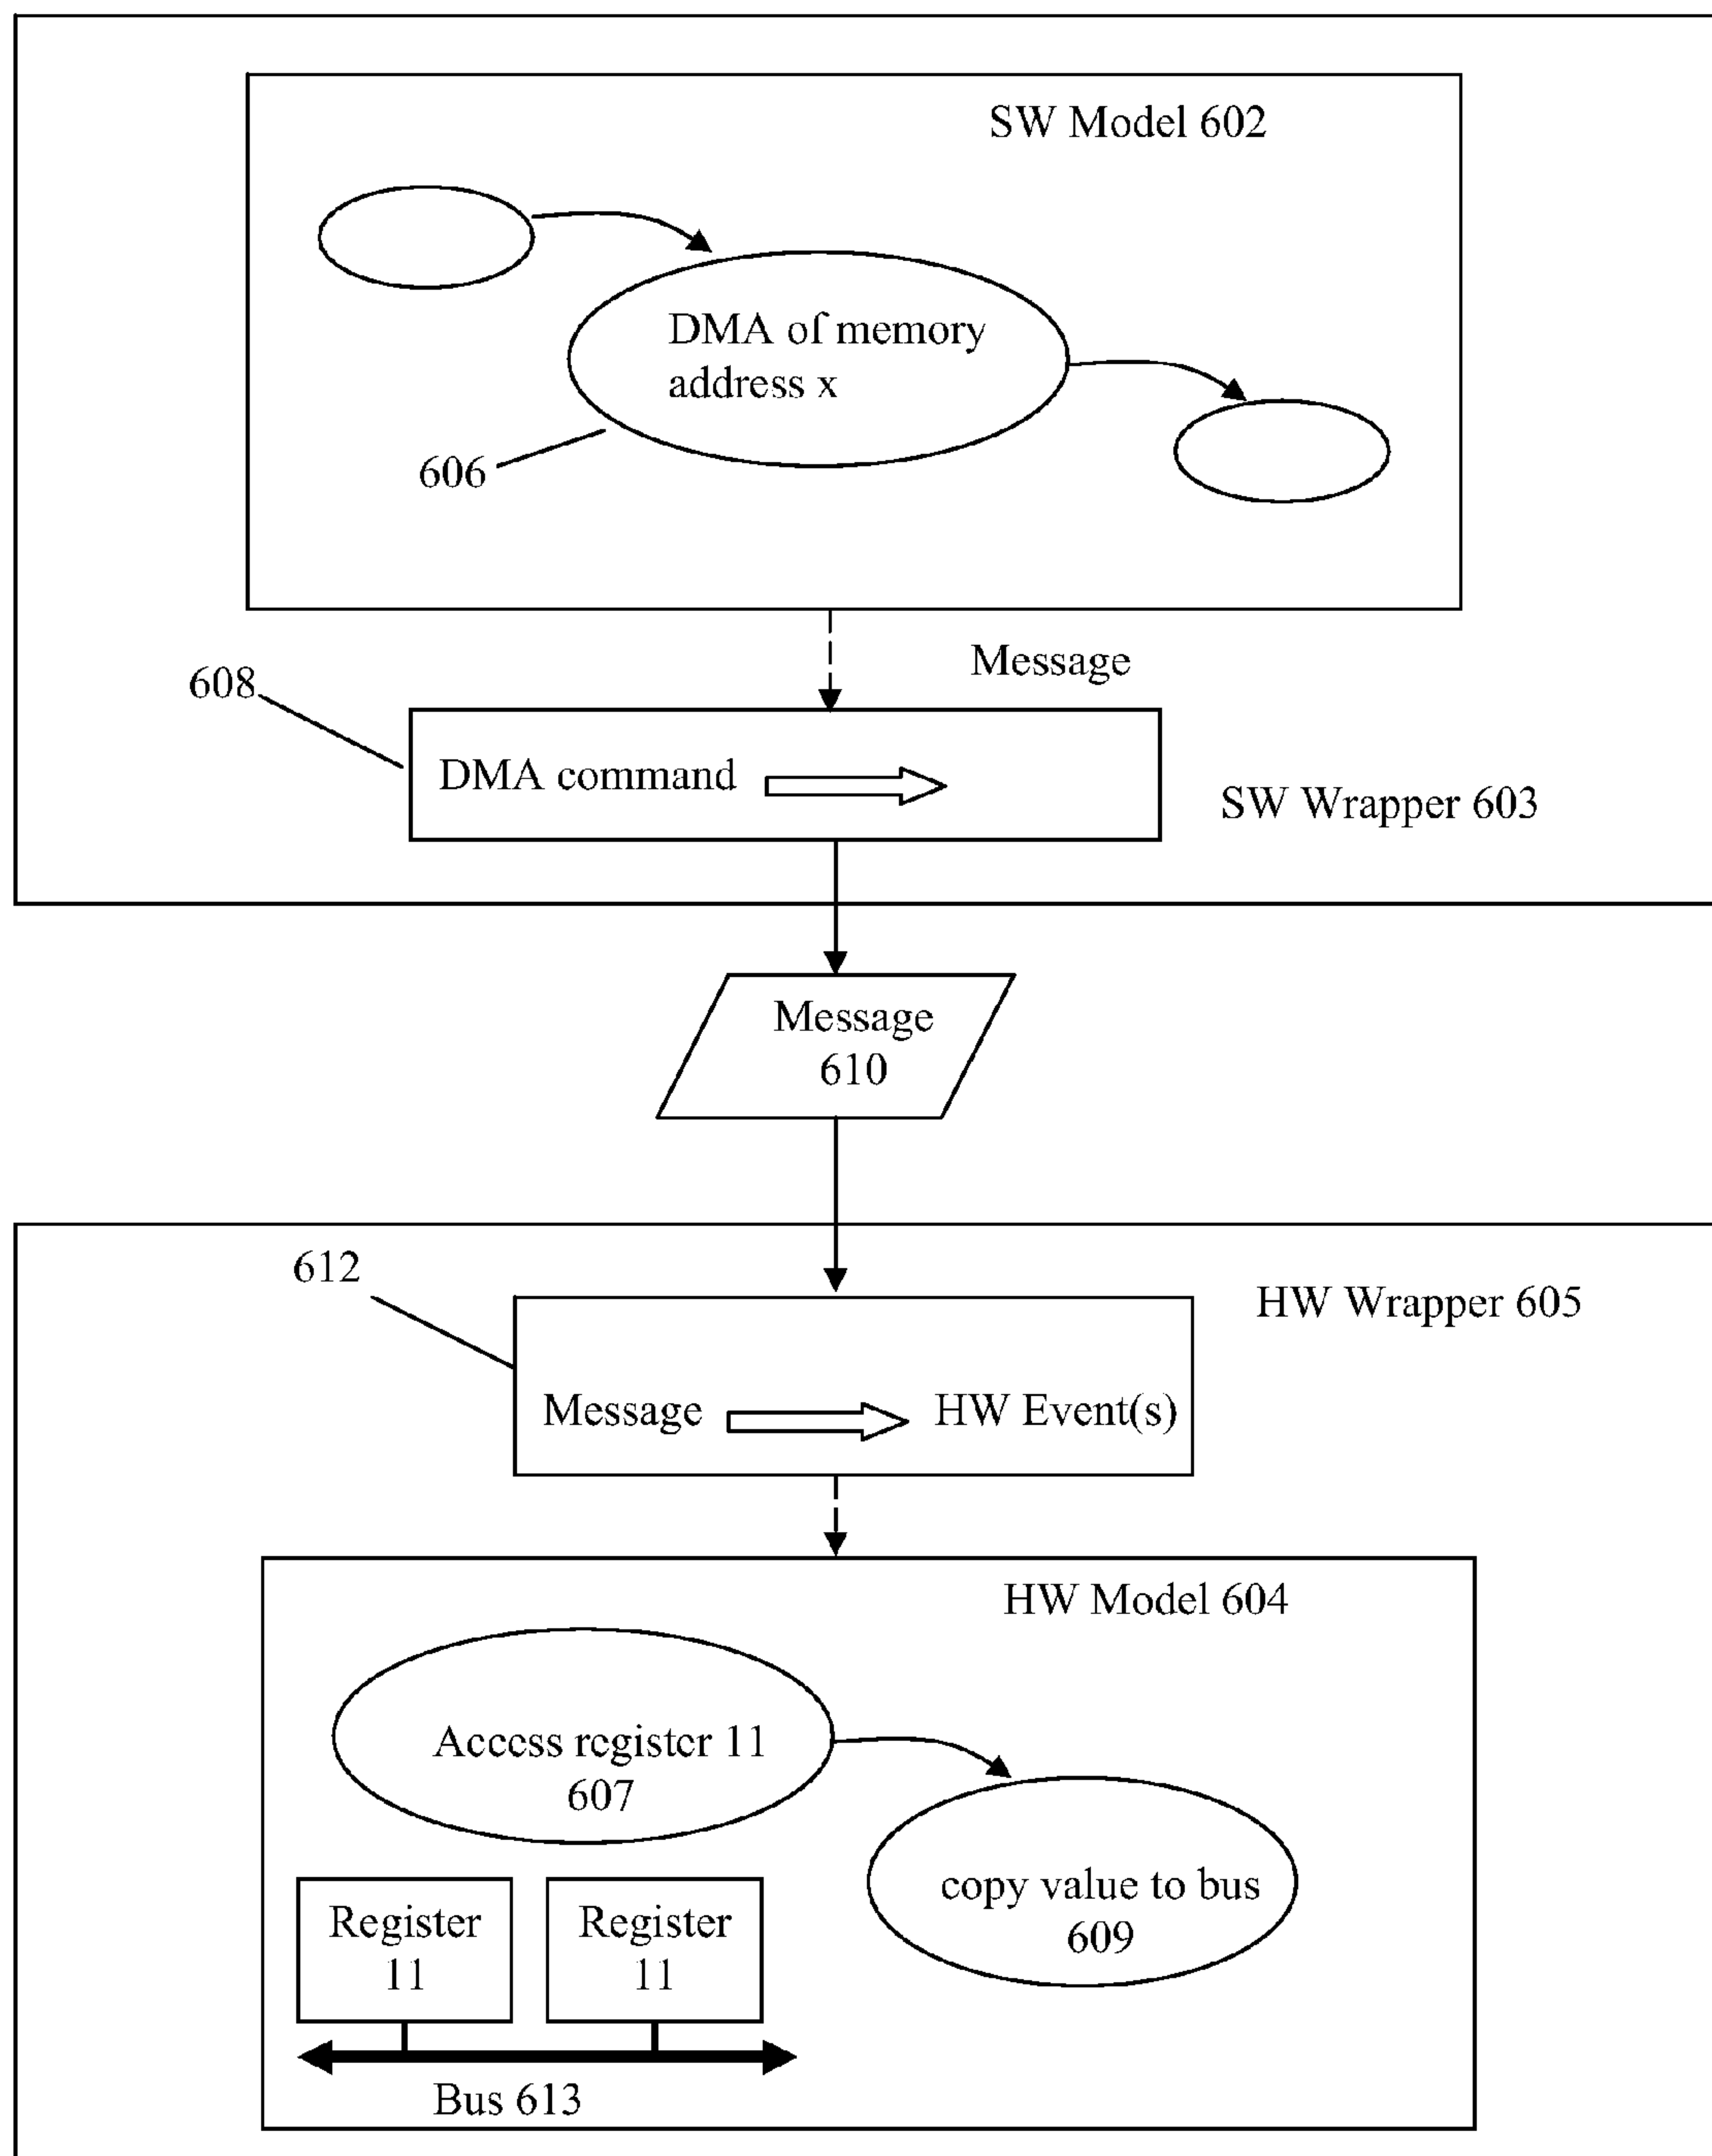 SW Model 602
DMA of memory
address x
606
Message
608
DMA command
SW Wrapper 603
Message
610
612
HW Wrapper 605
Message
HW Event(s)
HW Model 604
Access register 11
607
copy value to bus
609
Register
11
Register
11
Bus 613